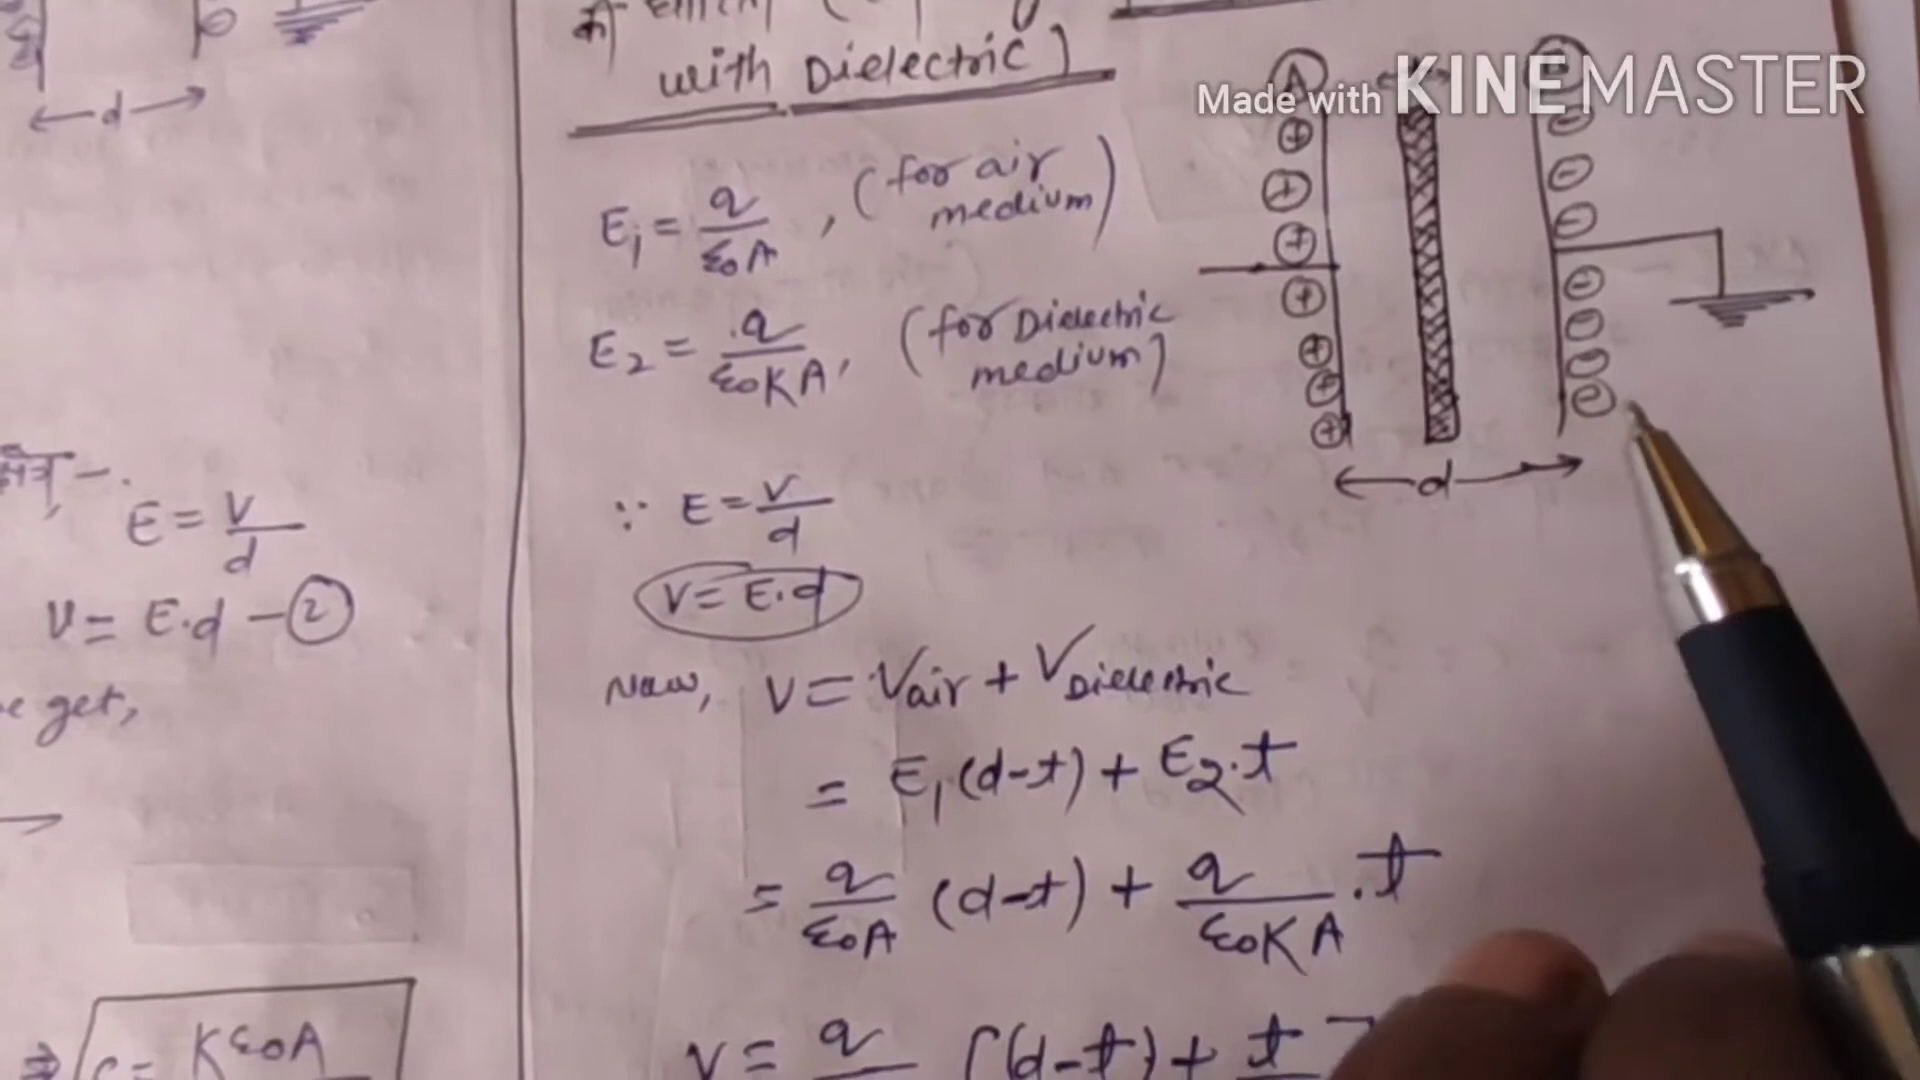 with Dielectric)
Made with KINEMASTER
A
d
E₁ = q/ε₀A , (for air medium)
E₂ = q/ε₀KA, (for Dielectric medium)
d
∵ E = V/d
V = E·d
Now, V = Vair + VDielectric
= E₁(d-t) + E₂·t
= q/ε₀A (d-t) + q/ε₀KA .t
V = q [(d-t) + t
d
E = V/d
V = E·d - ②
get,
⇒ C = Kε₀A